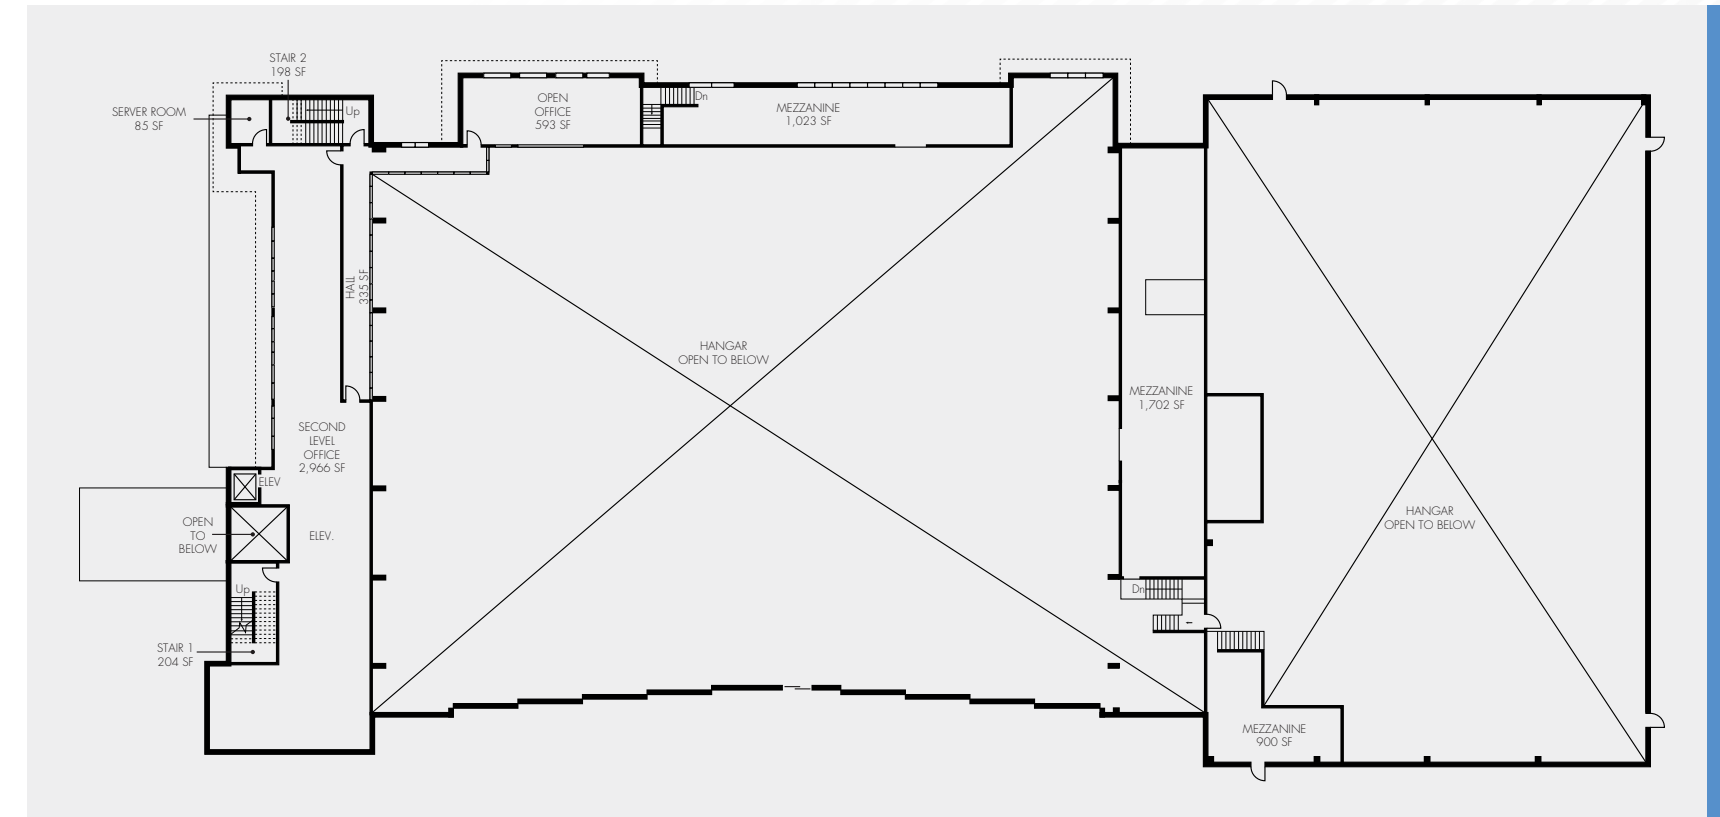 STAIR 2
198 SF
SERVER ROOM
85 SF
Up
OPEN
OFFICE
593 SF
Dn
MEZZANINE
1,023 SF
HALL
335 SF
HANGAR
OPEN TO BELOW
MEZZANINE
1,702 SF
SECOND
LEVEL
OFFICE
2,966 SF
ELEV
OPEN
TO
BELOW
ELEV.
HANGAR
OPEN TO BELOW
Up
Dn
STAIR 1
204 SF
MEZZANINE
900 SF